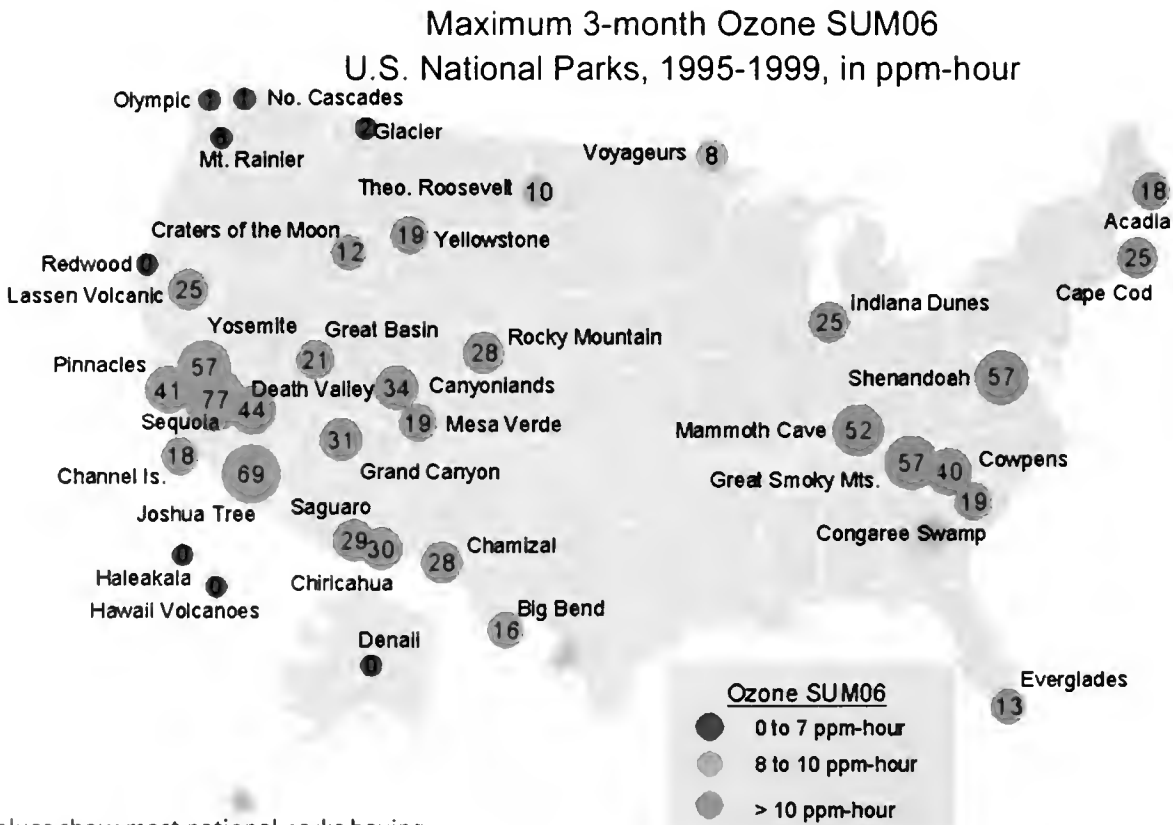 Maximum 3-month Ozone SUM06
U.S. National Parks, 1995-1999, in ppm-hour
Olympic
1 No. Cascades
2 Glacier
Mt. Rainier
Voyageurs 8
Theo. Roosevelt 10
18
Acadia
Craters of the Moon 12
19 Yellowstone
Redwood 0
Lassen Volcanic 25
25
Cape Cod
Indiana Dunes
25
Yosemite
57
Great Basin
21
28 Rocky Mountain
Pinnacles
41
77
Sequoia
Death Valley
44
34 Canyonlands
Shenandoah 57
19 Mesa Verde
Mammoth Cave 52
31
Grand Canyon
57
Great Smoky Mts.
40 Cowpens
18
Channel Is.
69
Joshua Tree
19
Congaree Swamp
Saguaro
29
30
Chiricahua
28 Chamizal
0
Haleakala
0
Hawaii Volcanoes
Big Bend
16
Denali
0
Everglades
13
Ozone SUM06
0 to 7 ppm-hour
8 to 10 ppm-hour
> 10 ppm-hour
show most national parks having